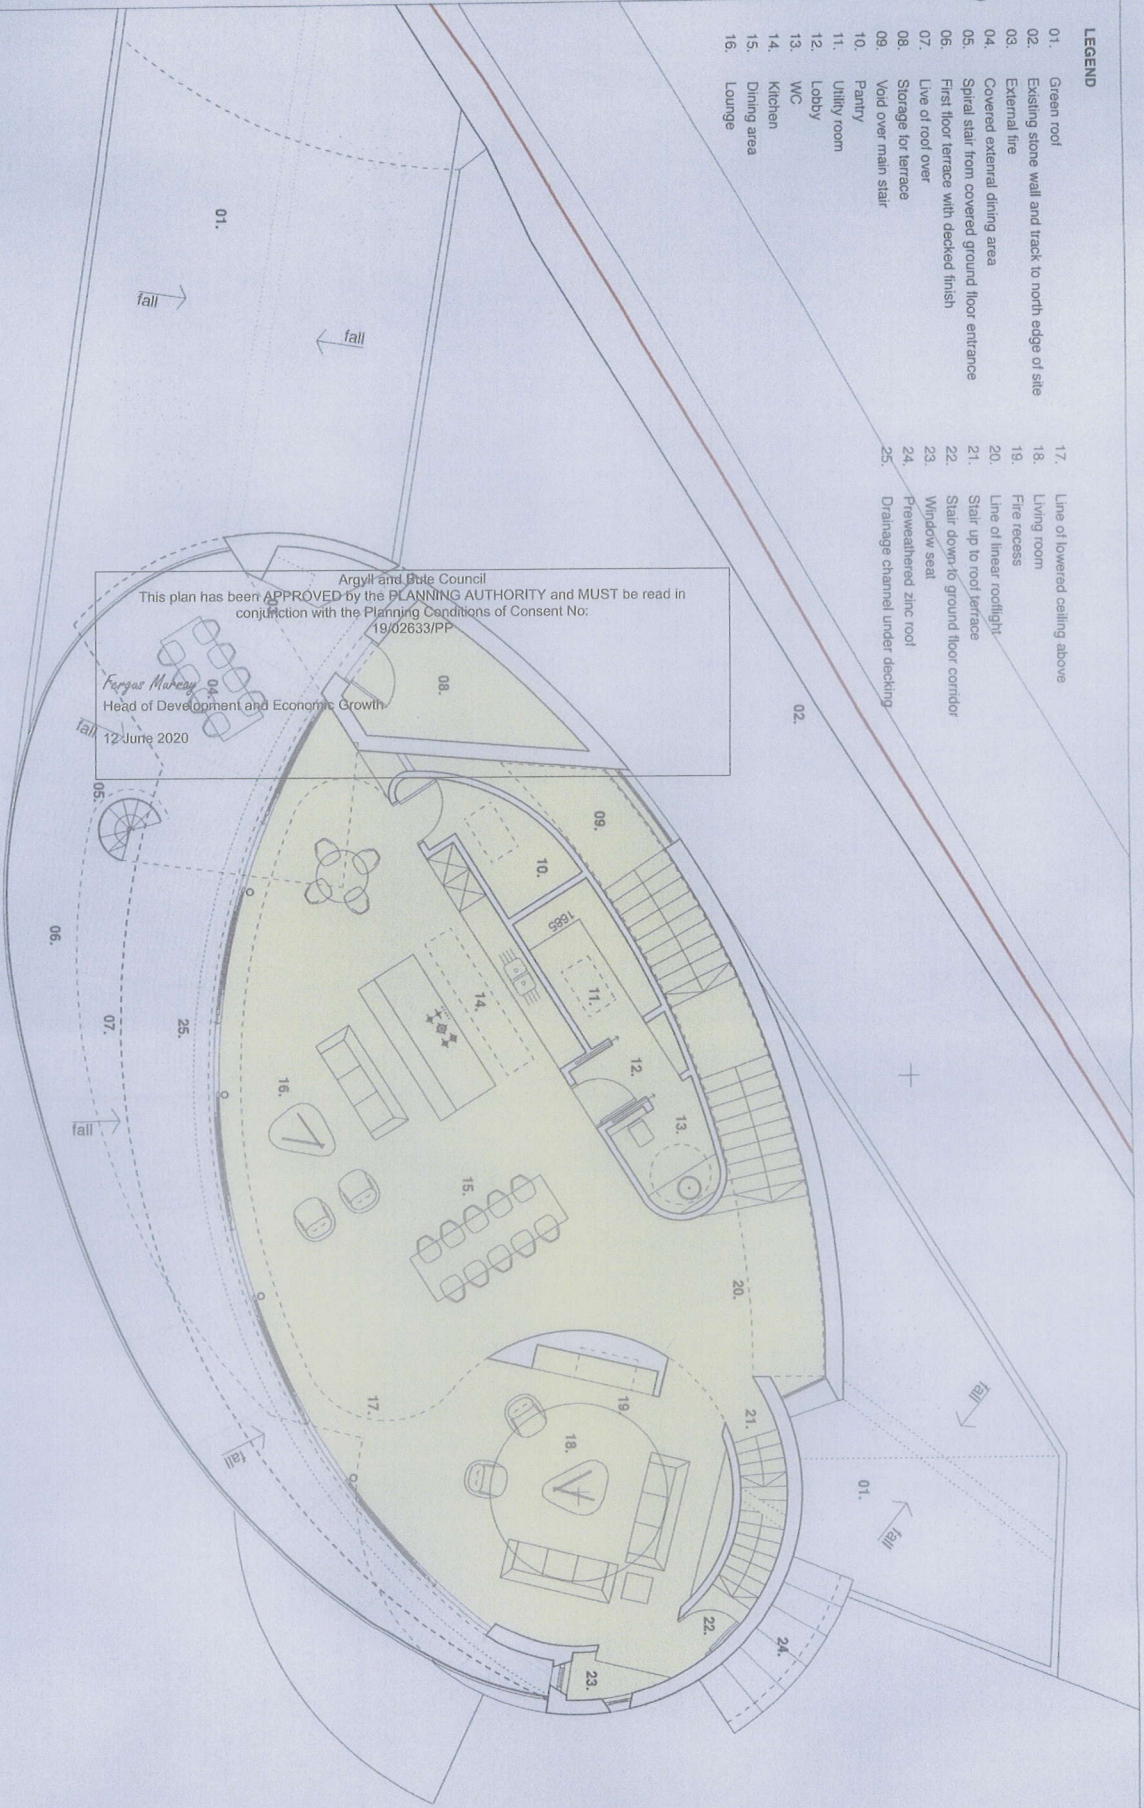 LEGEND
01. Green roof
02. Existing stone wall and track to north edge of site
03. External fire
04. Covered extenral dining area
05. Spiral stair from covered ground floor entrance
06. First floor terrace with decked finish
07. Live of roof over
08. Storage for terrace
09. Void over main stair
10. Pantry
11. Utility room
12. Lobby
13. WC
14. Kitchen
15. Dining area
16. Lounge
17. Line of lowered ceiling above
18. Living room
19. Fire recess
20. Line of linear rooflight
21. Stair up to roof terrace
22. Stair down to ground floor corridor
23. Window seat
24. Preweathered zinc roof
25. Drainage channel under decking
01.
fall
fall
Argyll and Bute Council
This plan has been APPROVED by the PLANNING AUTHORITY and MUST be read in
conjunction with the Planning Conditions of Consent No:
19/02633/PP
Fergus Murray
Head of Development and Economic Growth
12 June 2020
04.
fall
05.
08.
02.
09.
10.
1665
11.
12.
13.
14.
15.
16.
06.
07.
25.
fall
20.
17.
18.
19
21.
22.
23.
24.
01.
fall
fall
fall